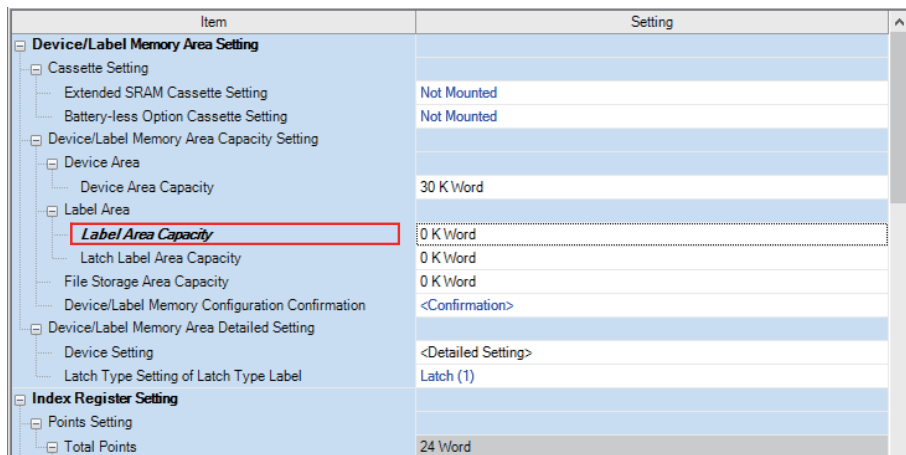 Item Setting
Device/Label Memory Area Setting
Cassette Setting
Extended SRAM Cassette Setting Not Mounted
Battery-less Option Cassette Setting Not Mounted
Device/Label Memory Area Capacity Setting
Device Area
Device Area Capacity 30 K Word
Label Area
Label Area Capacity 0 K Word
Latch Label Area Capacity 0 K Word
File Storage Area Capacity 0 K Word
Device/Label Memory Configuration Confirmation <Confirmation>
Device/Label Memory Area Detailed Setting
Device Setting <Detailed Setting>
Latch Type Setting of Latch Type Label Latch (1)
Index Register Setting
Points Setting
Total Points 24 Word